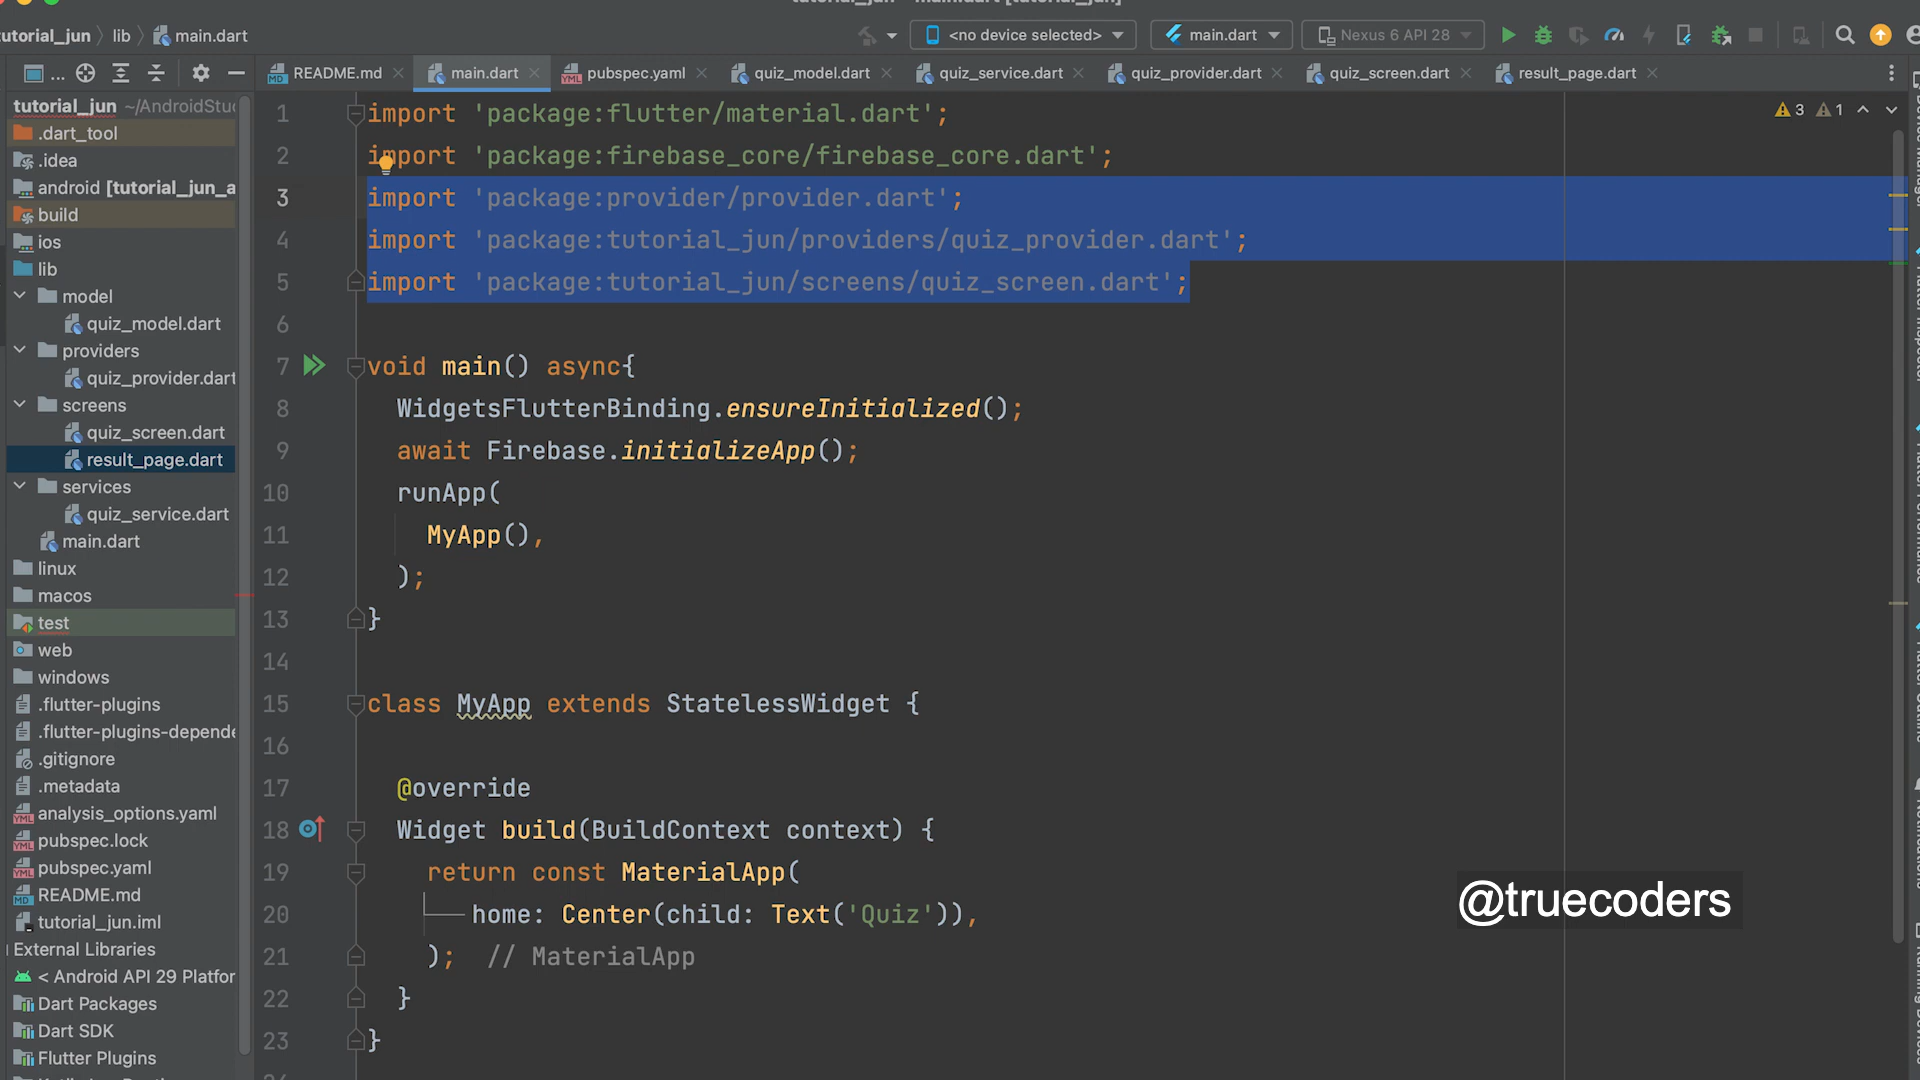 tutorial_jun lib main.dart <no device selected> main.dart Nexus 6 API 28
... README.md main.dart pubspec.yaml quiz_model.dart quiz_service.dart quiz_provider.dart quiz_screen.dart result_page.dart
tutorial_jun ~/AndroidStu
.dart_tool
.idea
android [tutorial_jun_a
build
ios
lib
model
quiz_model.dart
providers
quiz_provider.dart
screens
quiz_screen.dart
result_page.dart
services
quiz_service.dart
main.dart
linux
macos
test
web
windows
.flutter-plugins
.flutter-plugins-depende
.gitignore
.metadata
analysis_options.yaml
pubspec.lock
pubspec.yaml
README.md
tutorial_jun.iml
External Libraries
< Android API 29 Platfor
Dart Packages
Dart SDK
Flutter Plugins
3 1
1 import 'package:flutter/material.dart';
2 import 'package:firebase_core/firebase_core.dart';
3 import 'package:provider/provider.dart';
4 import 'package:tutorial_jun/providers/quiz_provider.dart';
5 import 'package:tutorial_jun/screens/quiz_screen.dart';
6
7 void main() async{
8 WidgetsFlutterBinding.ensureInitialized();
9 await Firebase.initializeApp();
10 runApp(
11 MyApp(),
12 );
13 }
14
15 class MyApp extends StatelessWidget {
16
17 @override
18 Widget build(BuildContext context) {
19 return const MaterialApp(
20 home: Center(child: Text('Quiz')),
21 ); // MaterialApp
22 }
23 }
@truecoders